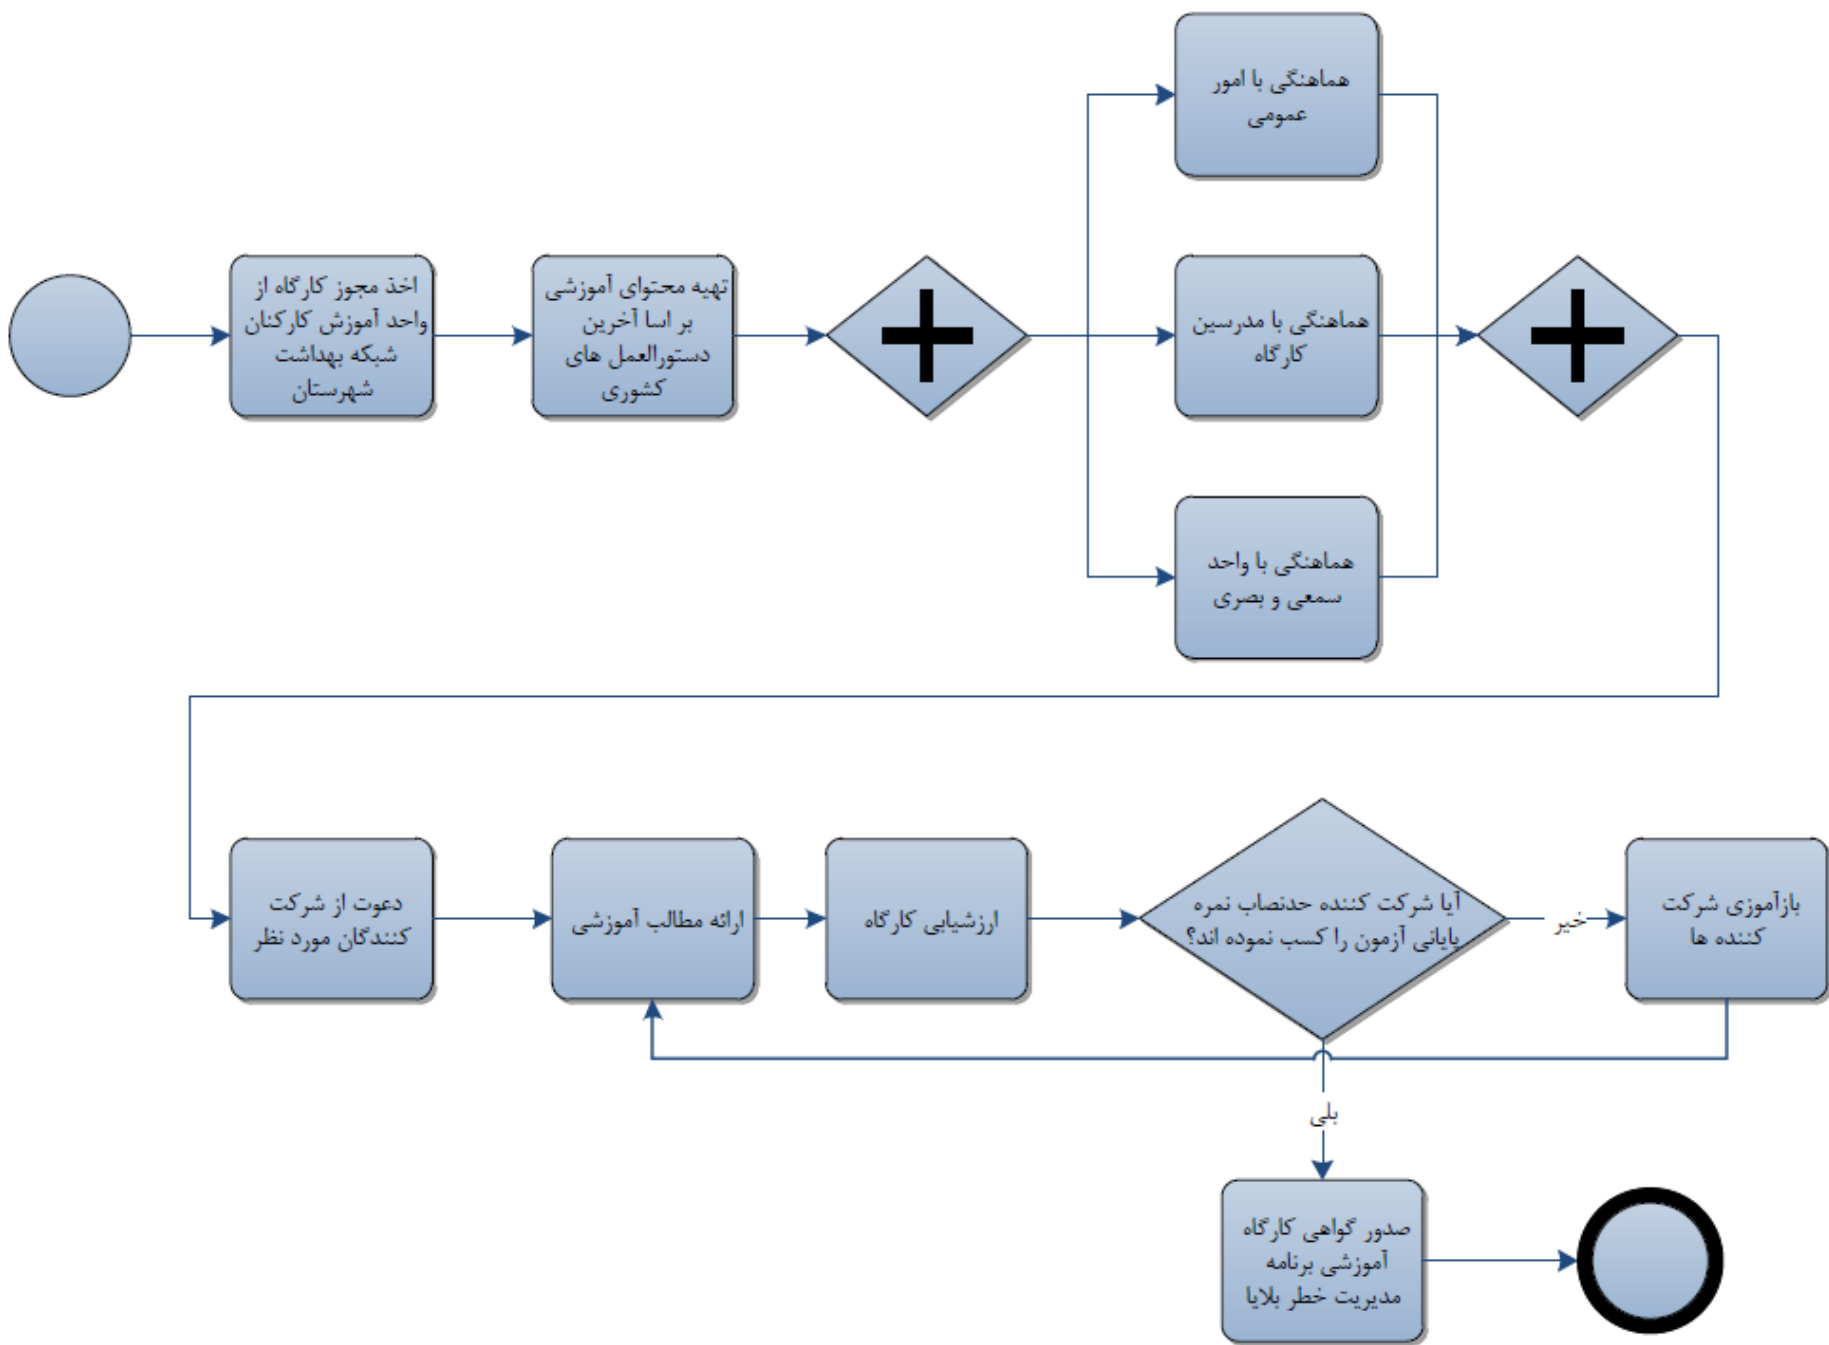 هماهنگی با امور
عمومی
اخذ مجوز کارگاه از
واحد آموزش کارکنان
شبکه بهداشت
شهرستان
تهیه محتوای آموزشی
بر اسا آخرین
دستورالعمل های
کشوری
هماهنگی با مدرسین
کارگاه
هماهنگی با واحد
سمعی و بصری
دعوت از شرکت
کنندگان مورد نظر
ارائه مطالب آموزشی
ارزشیابی کارگاه
آیا شرکت کننده حدنصاب نمره
پایانی آزمون را کسب نموده اند؟
خیر
بازآموزی شرکت
کننده ها
بلی
صدور گواهی کارگاه
آموزشی برنامه
مدیریت خطر بلایا